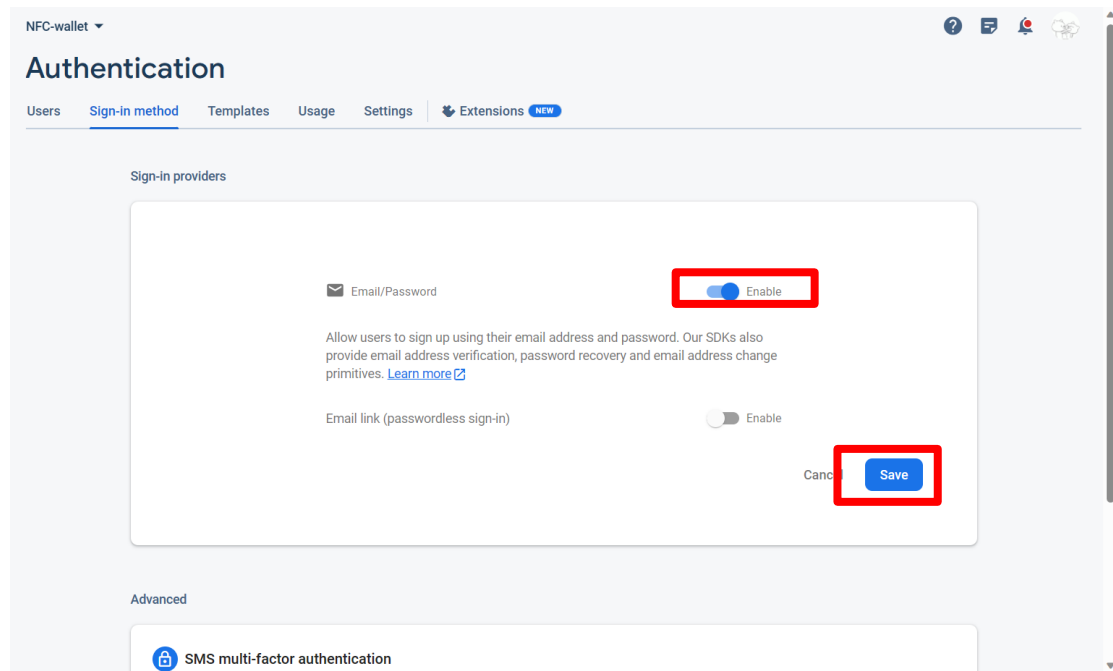 NFC-wallet
Authentication
Users Sign-in method Templates Usage Settings Extensions NEW
Sign-in providers
Email/Password Enable
Allow users to sign up using their email address and password. Our SDKs also
provide email address verification, password recovery and email address change
primitives. Learn more
Email link (passwordless sign-in) Enable
Save
Advanced
SMS multi-factor authentication